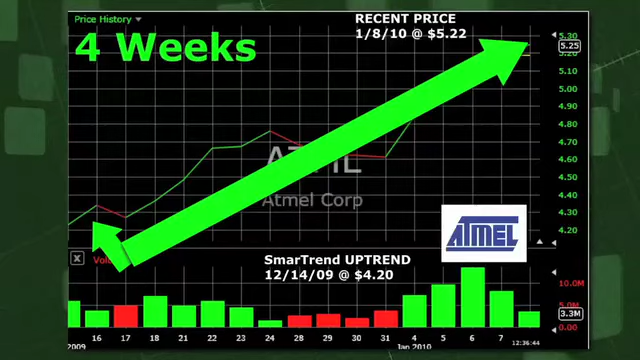 Price History
RECENT PRICE
1/8/10 @ $5.22
4 Weeks
5.30
5.25
5.20
5.10
5.00
4.90
4.80
4.70
4.60
4.50
4.40
4.30
4.20
Atmel Corp
ATMEL
X
SmarTrend UPTREND
12/14/09 @ $4.20
10.0M
5.0M
3.3M
0.00
16 17 18 21 22 23 24 28 29 30 31 4 5 6 7
2009 Jan 2010 12:36:44